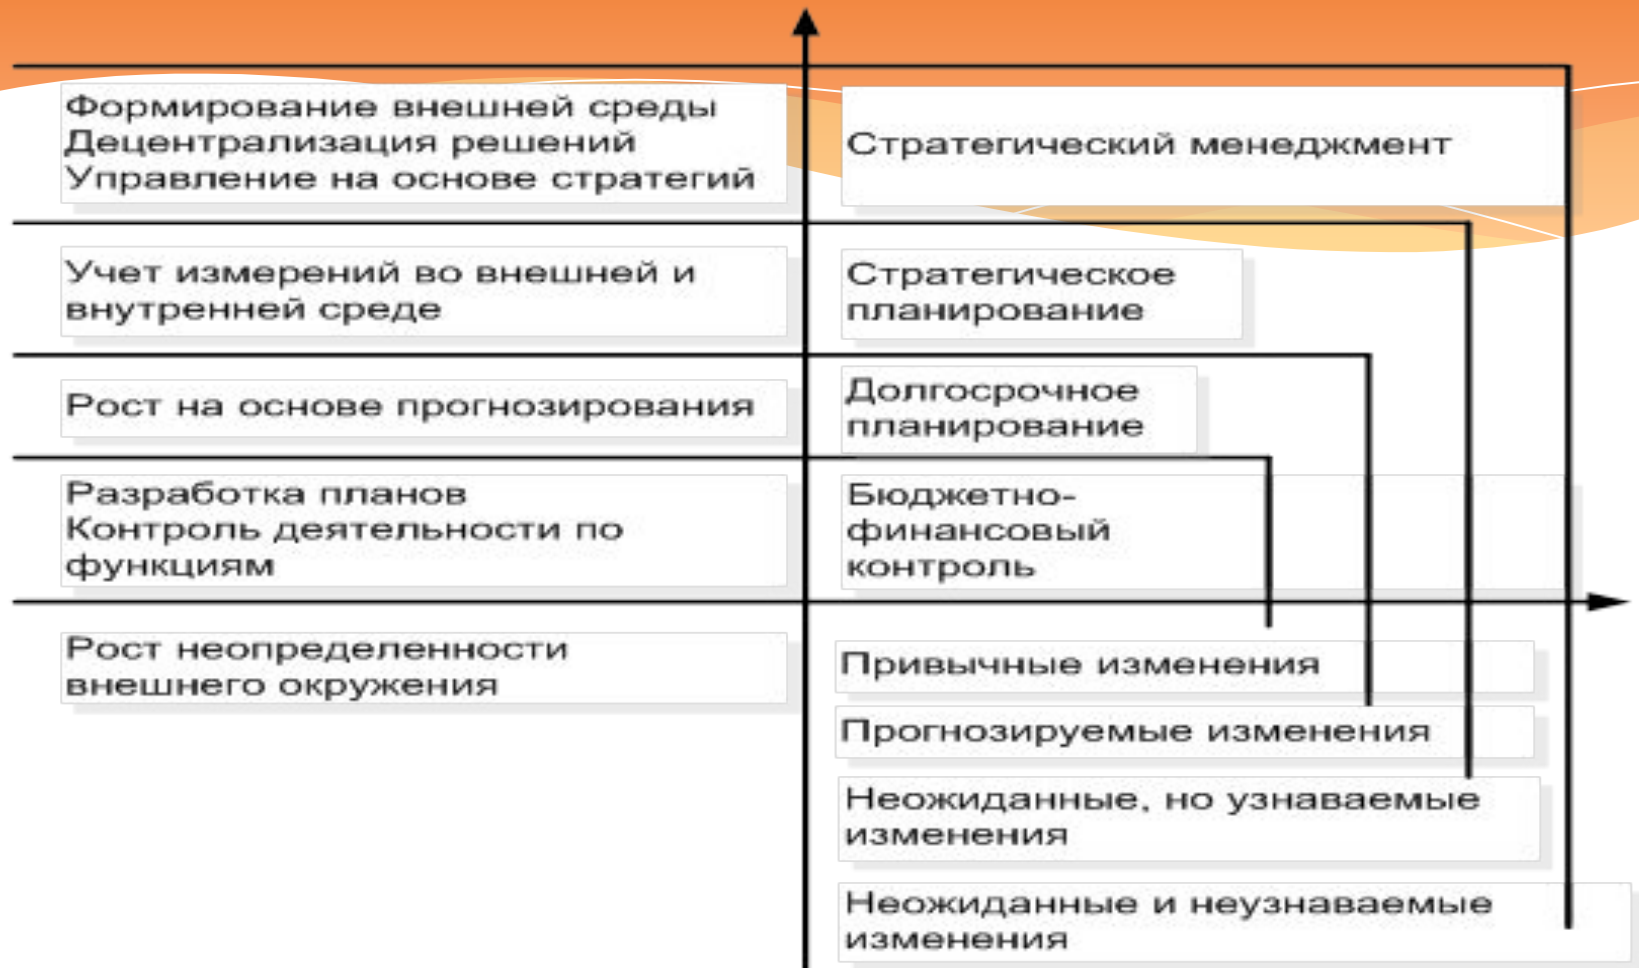 Формирование внешней среды
Децентрализация решений
Управление на основе стратегий
Стратегический менеджмент
Учет измерений во внешней и
внутренней среде
Стратегическое
планирование
Рост на основе прогнозирования
Долгосрочное
планирование
Разработка планов
Контроль деятельности по
функциям
Бюджетно-
финансовый
контроль
Рост неопределенности
внешнего окружения
Привычные изменения
Прогнозируемые изменения
Неожиданные, но узнаваемые
изменения
Неожиданные и неузнаваемые
изменения